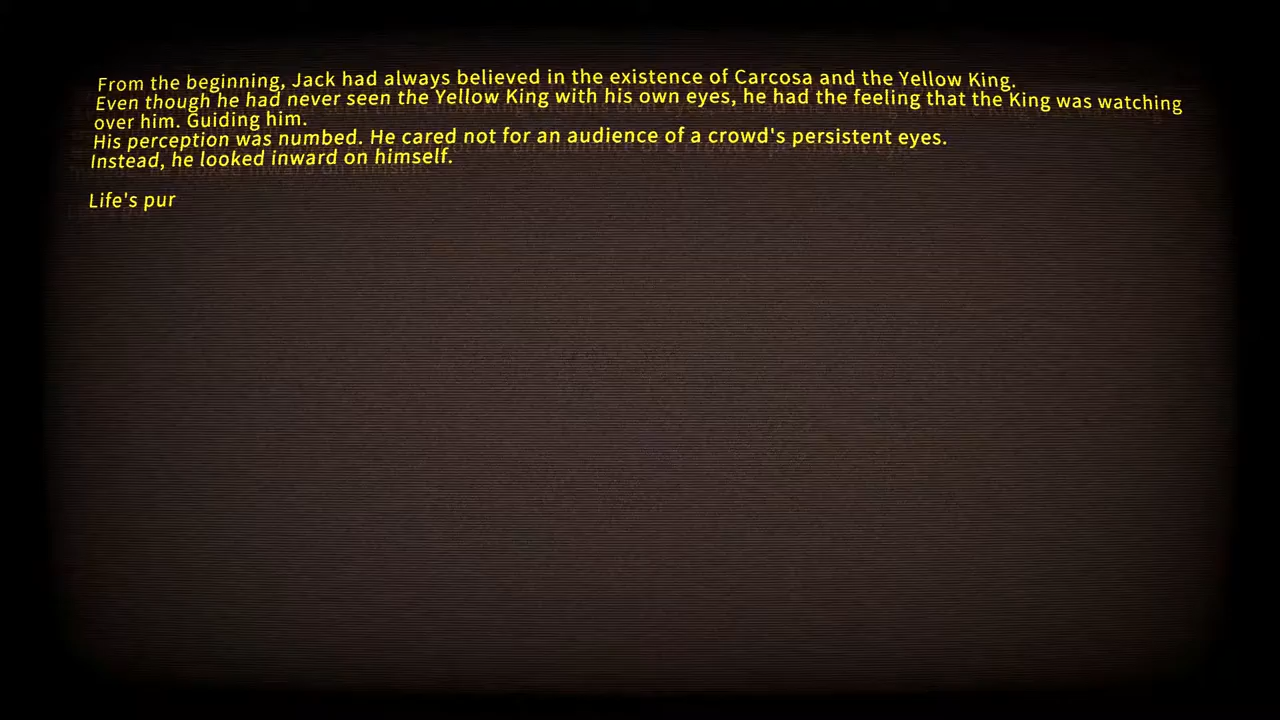 From the beginning, Jack had always believed in the existence of Carcosa and the Yellow King.
Even though he had never seen the Yellow King with his own eyes, he had the feeling that the King was watching
over him. Guiding him.
His perception was numbed. He cared not for an audience of a crowd's persistent eyes.
Instead, he looked inward on himself.
Life's pur